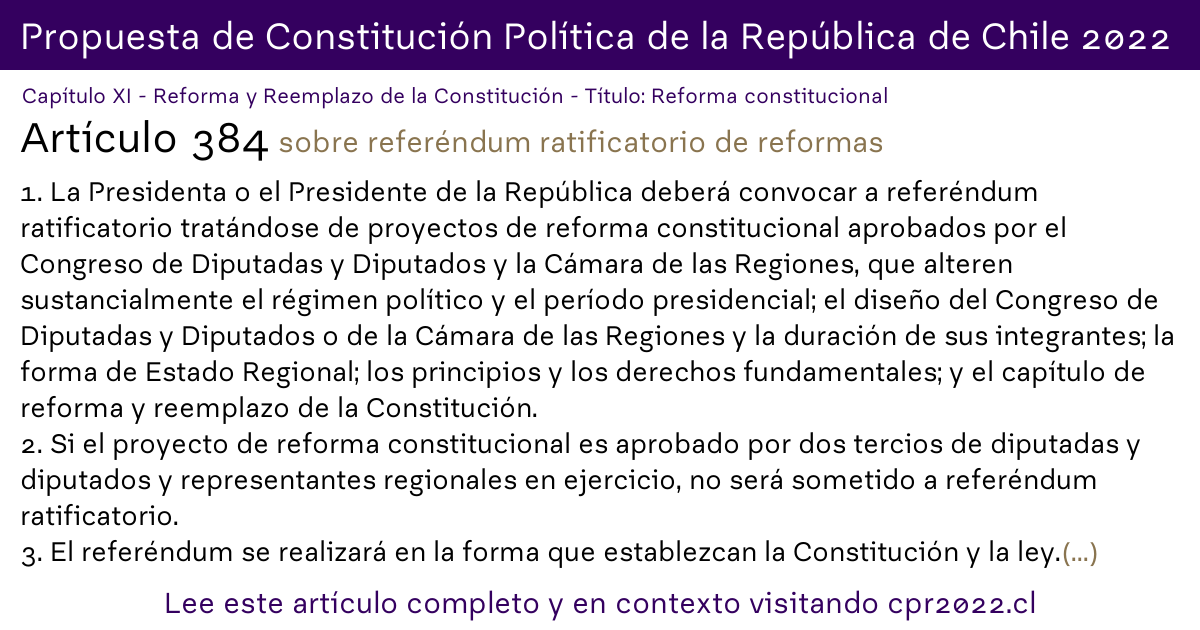 Propuesta de Constitución Política de la República de Chile 2022
Capítulo XI - Reforma y Reemplazo de la Constitución - Título: Reforma constitucional
Artículo 384 sobre referéndum ratificatorio de reformas
1. La Presidenta o el Presidente de la República deberá convocar a referéndum
ratificatorio tratándose de proyectos de reforma constitucional aprobados por el
Congreso de Diputadas y Diputados y la Cámara de las Regiones, que alteren
sustancialmente el régimen político y el período presidencial; el diseño del Congreso de
Diputadas y Diputados o de la Cámara de las Regiones y la duración de sus integrantes; la
forma de Estado Regional; los principios y los derechos fundamentales; y el capítulo de
reforma y reemplazo de la Constitución.
2. Si el proyecto de reforma constitucional es aprobado por dos tercios de diputadas y
diputados y representantes regionales en ejercicio, no será sometido a referéndum
ratificatorio.
3. El referéndum se realizará en la forma que establezcan la Constitución y la ley.(...)
Lee este artículo completo y en contexto visitando cpr2022.cl